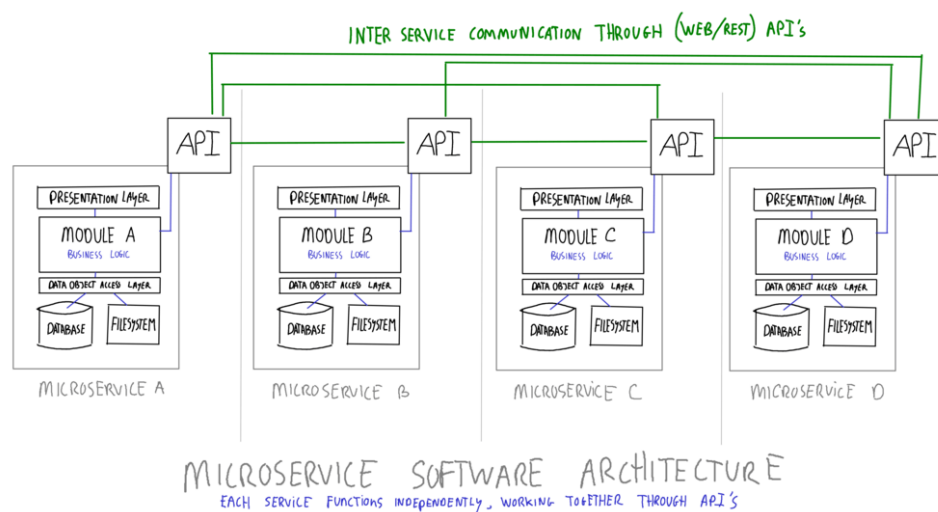 INTER SERVICE COMMUNICATION THROUGH (WEB/REST) API'S
API
API
API
API
PRESENTATION LAYER
MODULE A
BUSINESS LOGIC
DATA OBJECT ACCESS LAYER
DATABASE
FILESYSTEM
MICROSERVICE A
PRESENTATION LAYER
MODULE B
BUSINESS LOGIC
DATA OBJECT ACCESS LAYER
DATABASE
FILESYSTEM
MICROSERVICE B
PRESENTATION LAYER
MODULE C
BUSINESS LOGIC
DATA OBJECT ACCESS LAYER
DATABASE
FILESYSTEM
MICROSERVICE C
PRESENTATION LAYER
MODULE D
BUSINESS LOGIC
DATA OBJECT ACCESS LAYER
DATABASE
FILESYSTEM
MICROSERVICE D
MICROSERVICE SOFTWARE ARCHITECTURE
EACH SERVICE FUNCTIONS INDEPENDENTLY, WORKING TOGETHER THROUGH API'S